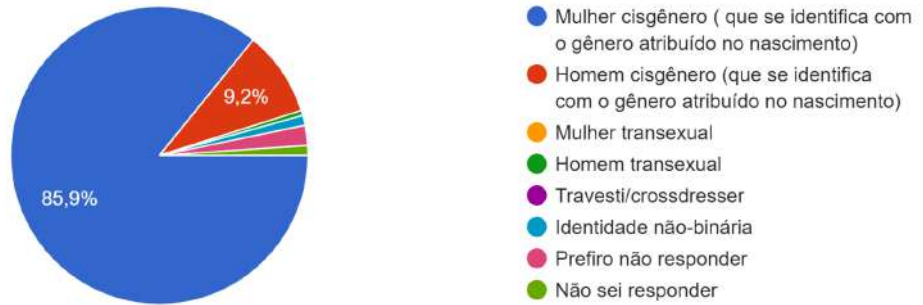 85,9%
9,2%
Mulher cisgênero ( que se identifica com
o gênero atribuído no nascimento)
Homem cisgênero (que se identifica
com o gênero atribuído no nascimento)
Mulher transexual
Homem transexual
Travesti/crossdresser
Identidade não-binária
Prefiro não responder
Não sei responder